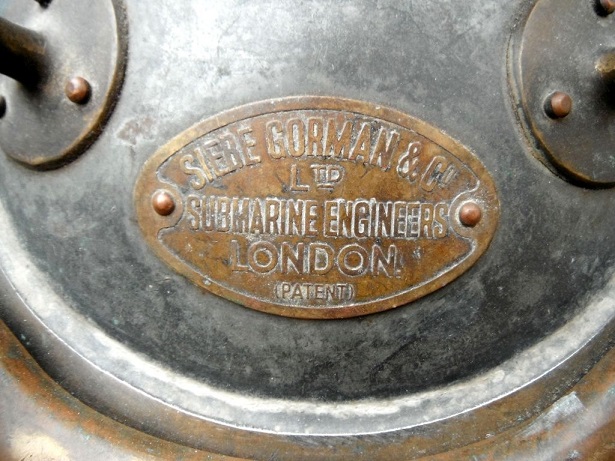 SIEBE GORMAN & Co
LTD
SUBMARINE ENGINEERS
LONDON.
(PATENT)